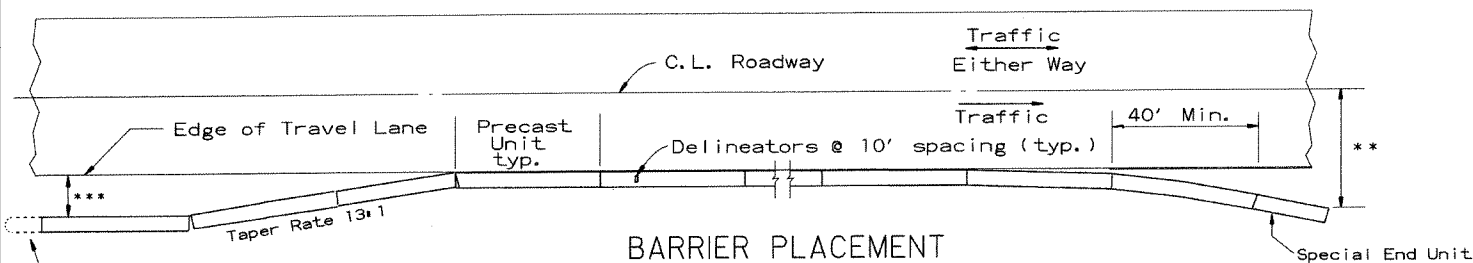 Traffic
Either Way
C.L. Roadway
Traffic
40' Min.
Edge of Travel Lane
Precast
Unit
typ.
Delineators @ 10' spacing (typ.)
**
***
Taper Rate 13:1
BARRIER PLACEMENT
Special End Unit